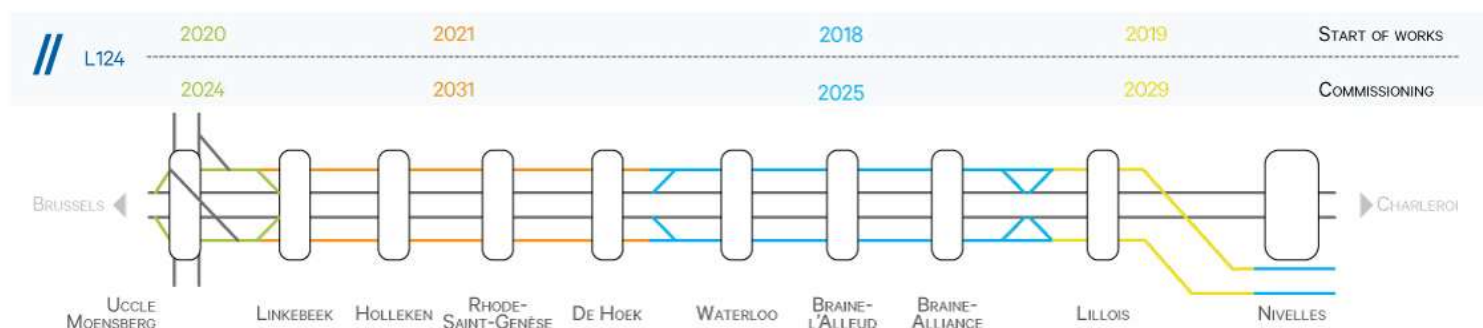 2020 2021 2018 2019 START OF WORKS
L124
2024 2031 2025 2029 COMMISSIONING
BRUSSELS CHARLEROI
UCCLE MOENSBERG
LINKEBEEK
HOLLEKEN
RHODE-
SAINT-GENÈSE
DE HOEK
WATERLOO
BRAINE-
L'ALLEUD
BRAINE-
ALLIANCE
LILLOIS
NIVELLES